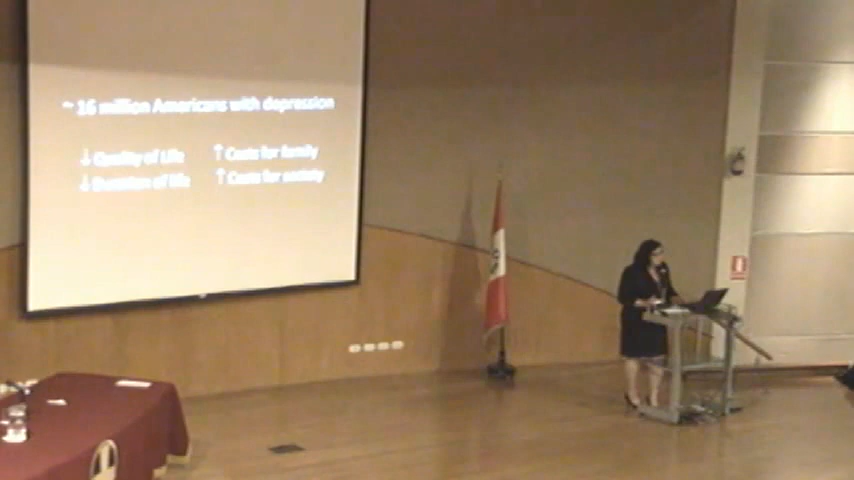 ~ 16 million Americans with depression
↓ Quality of Life ↑ Costs for family
↓ Duration of life ↑ Costs for society